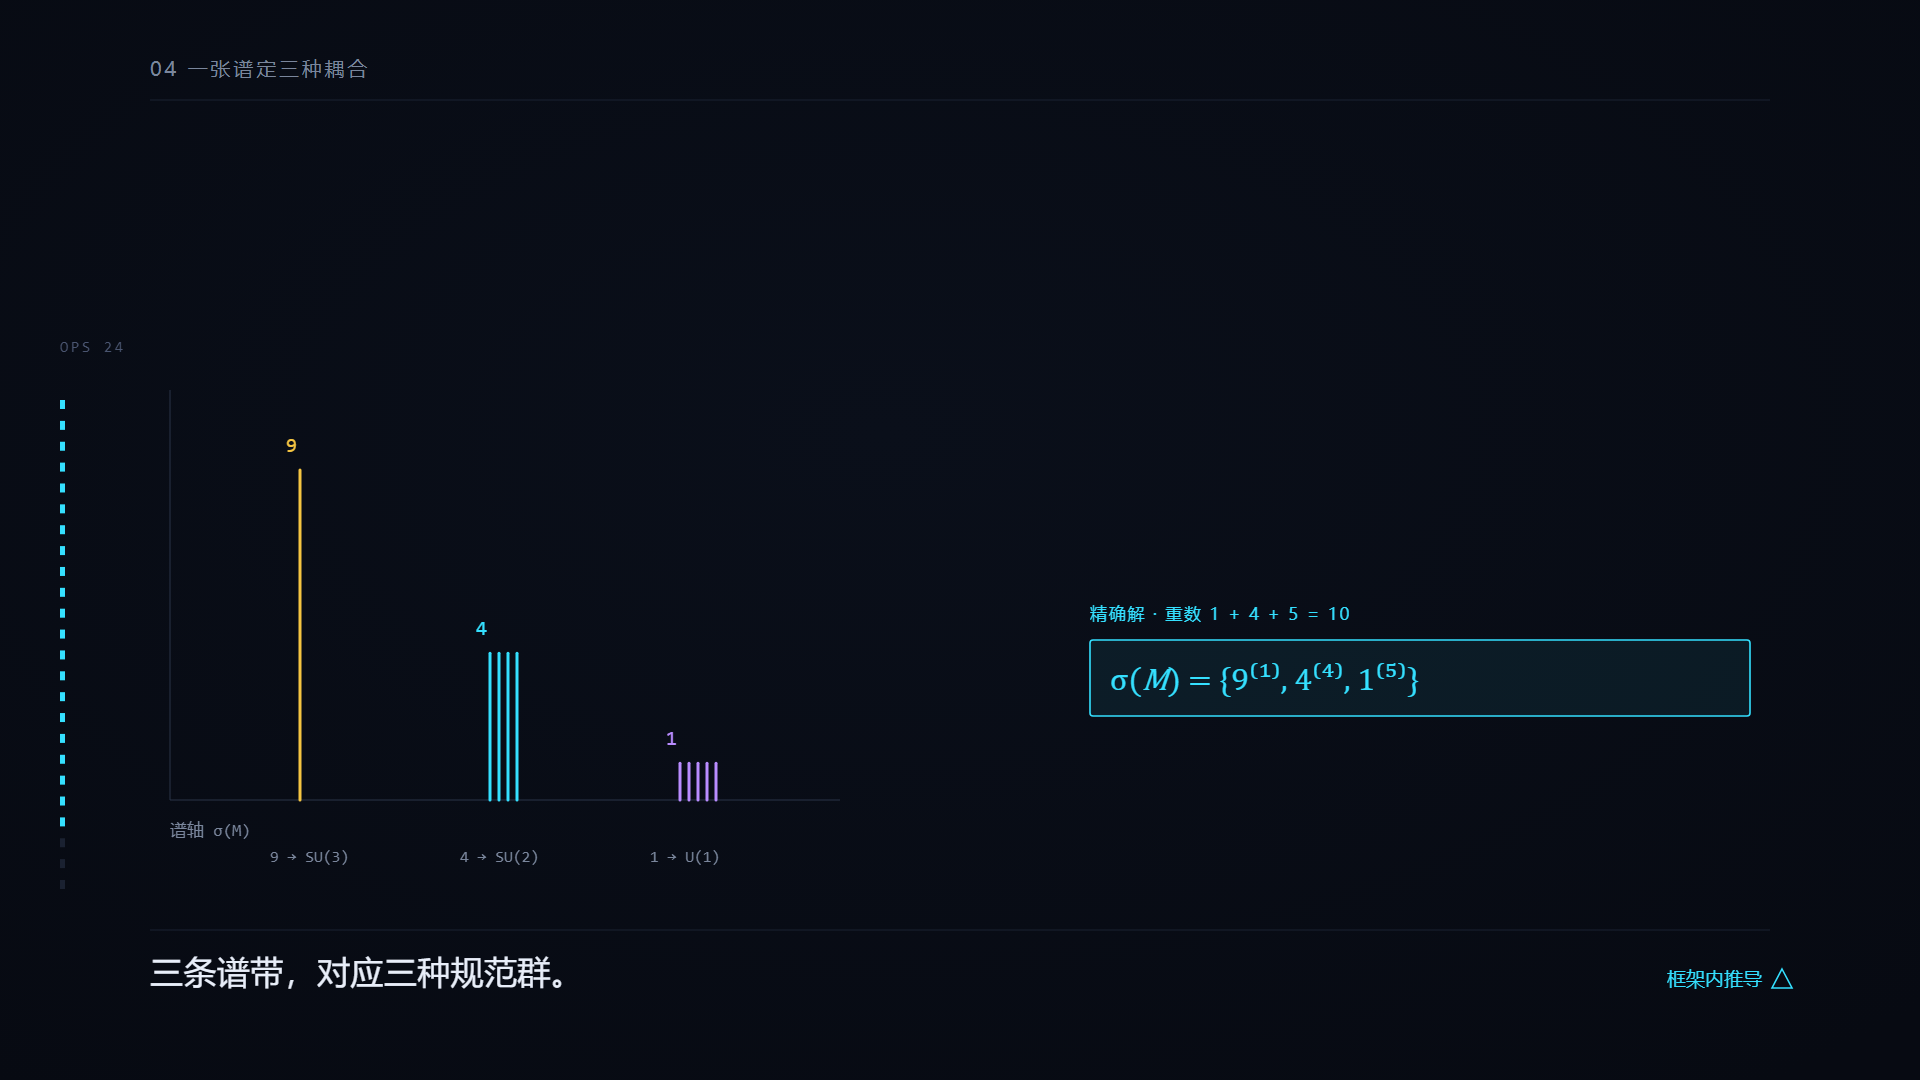 04 一张谱定三种耦合
OPS 24
9
4
1
谱轴 σ(M)
9 → SU(3)
4 → SU(2)
1 → U(1)
精确解 · 重数 1 + 4 + 5 = 10
σ(M) = {9⁽¹⁾, 4⁽⁴⁾, 1⁽⁵⁾}
三条谱带，对应三种规范群。
框架内推导 △